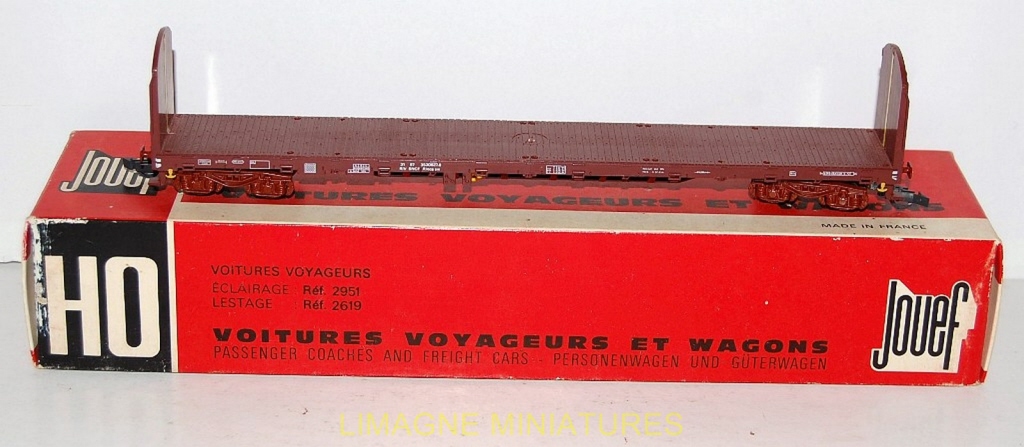 Jouef
VOITURES VOYAGEURS ET WAGONS
MADE IN FRANCE
HO
VOITURES VOYAGEURS
ÉCLAIRAGE Réf. 2951
LESTAGE Réf. 2619
VOITURES VOYAGEURS ET WAGONS
PASSENGER COACHES AND FREIGHT CARS - PERSONENWAGEN UND GÜTERWAGEN
Jouef
LIMAGNE MINIATURES